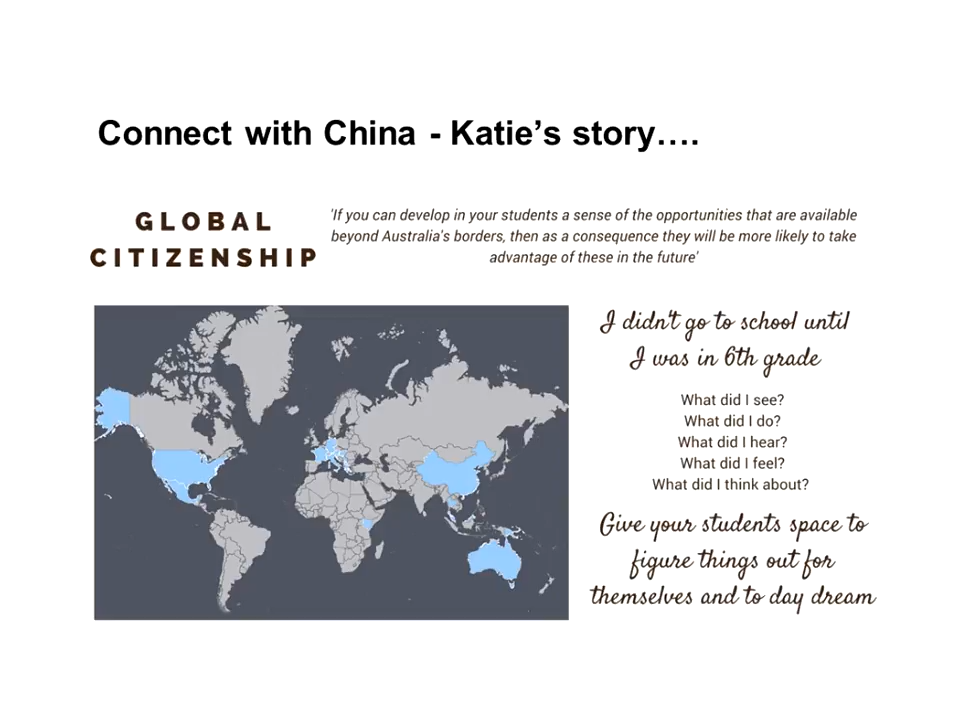 Connect with China - Katie’s story….
GLOBAL
CITIZENSHIP
'If you can develop in your students a sense of the opportunities that are available
beyond Australia's borders, then as a consequence they will be more likely to take
advantage of these in the future'
I didn't go to school until
I was in 6th grade
What did I see?
What did I do?
What did I hear?
What did I feel?
What did I think about?
Give your students space to
figure things out for
themselves and to day dream